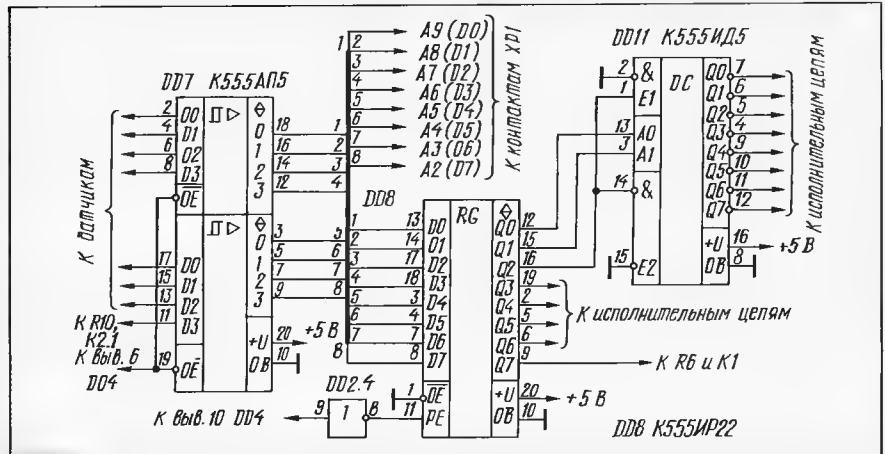 DD7 К555АП5
2 D0
4 D1
6 D2
8 D3
OE
0 18 1
1 16 2
2 14 3
3 12 4
17 D0
15 D1
13 D2
11 D3
19 OE
0 3 5
1 5 6
2 7 7
3 9 8
+U 20 +5 В
0В 10
К датчикам
К R10, К2.1
К выв. 6 DD4
1
2
3
4
5
6
7
8
A9 (D0)
A8 (D1)
A7 (D2)
A6 (D3)
A5 (D4)
A4 (D5)
A3 (D6)
A2 (D7)
К контактам ХР1
DD8
RG
1 13 D0
2 14 D1
3 17 D2
4 18 D3
5 3 D4
6 4 D5
7 7 D6
8 8 D7
1 OE
11 PE
Q0 12
Q1 15
Q2 16
Q3 19
Q4 2
Q5 5
Q6 6
Q7 9
+U 20 +5 В
0В 10
К исполнительным цепям
К R6 и К1
DD2.4
К выв. 10 DD4 9 1 8
DD8 К555ИР22
DD11 К555ИД5
DC
2 &
1 E1
13 A0
3 A1
14 &
15 E2
Q0 7
Q1 6
Q2 5
Q3 4
Q4 9
Q5 10
Q6 11
Q7 12
+U 16 +5 В
0В 8
К исполнительным цепям